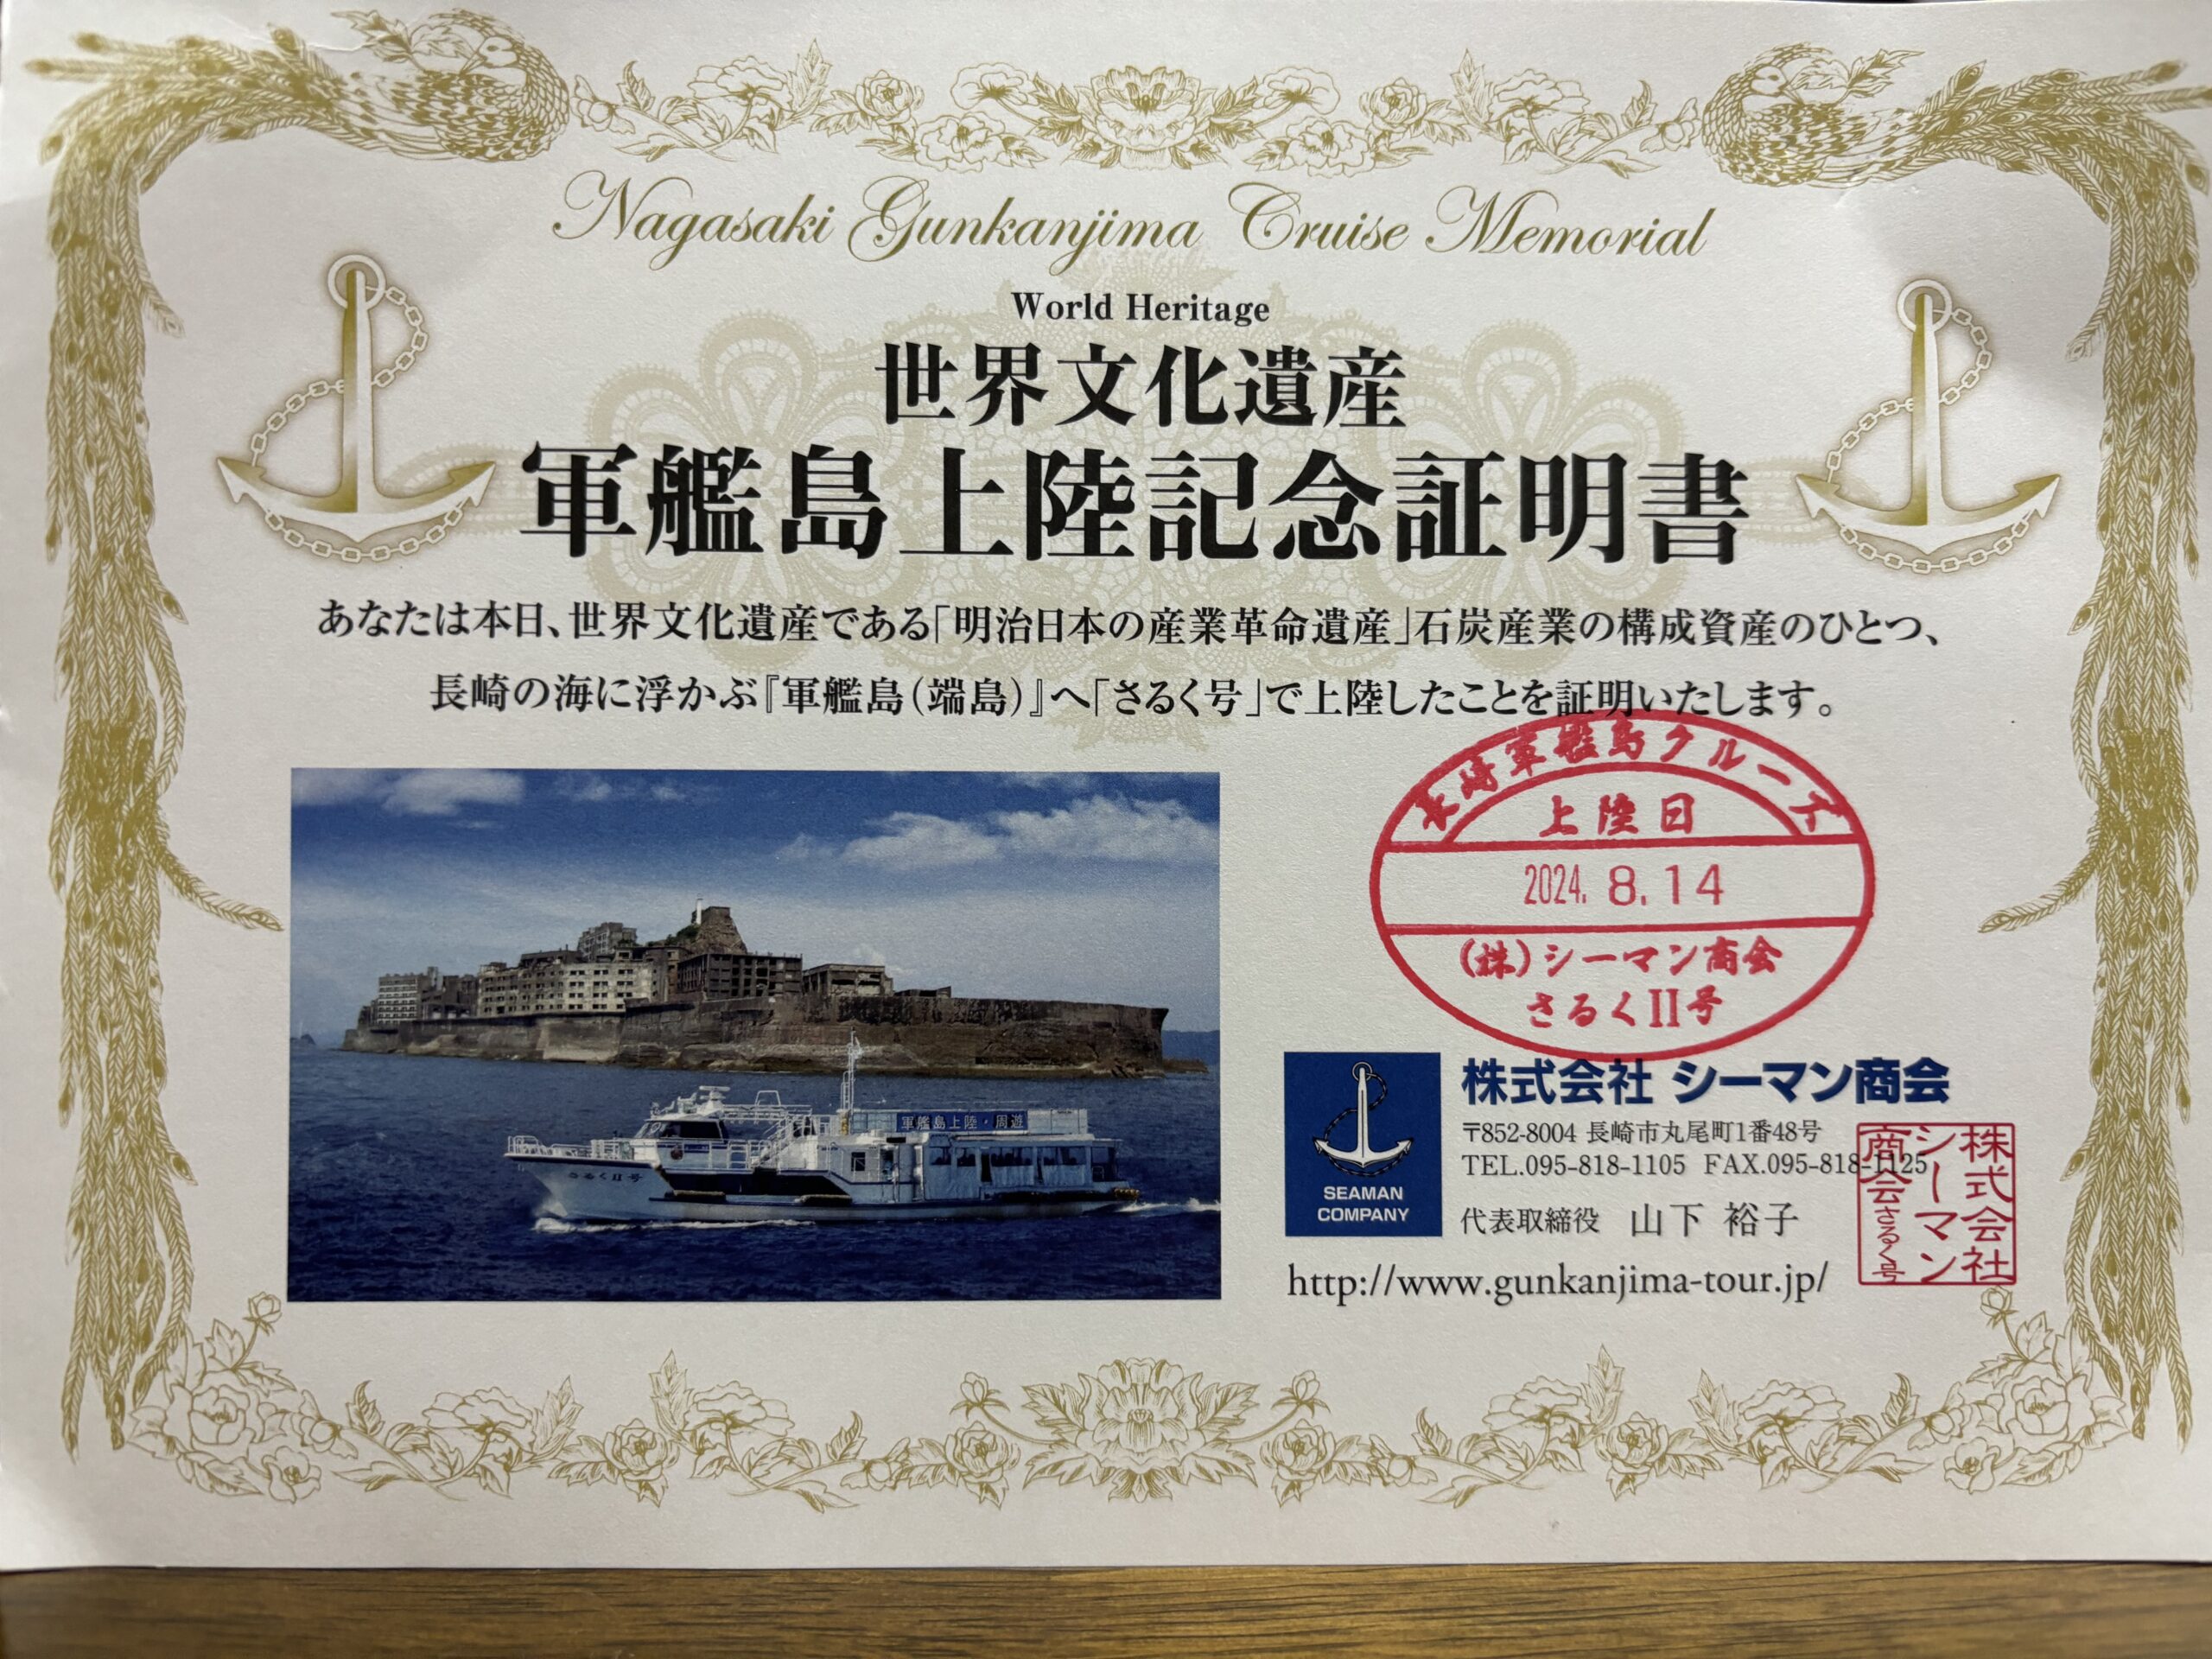 Nagasaki Gunkanjima Cruise Memorial
World Heritage
世界文化遺産
軍艦島上陸記念証明書
あなたは本日、世界文化遺産である「明治日本の産業革命遺産」石炭産業の構成資産のひとつ、
長崎の海に浮かぶ『軍艦島(端島)』へ「さるく号」で上陸したことを証明いたします。
長崎軍艦島クルーズ
上陸日
2024. 8. 14
(株)シーマン商会
さるくII号
軍艦島上陸・周遊
さるくII号
SEAMAN
COMPANY
株式会社 シーマン商会
〒852-8004 長崎市丸尾町1番48号
TEL.095-818-1105 FAX.095-818-1125
代表取締役 山下 裕子
http://www.gunkanjima-tour.jp/
株式会社
シーマン
商会さるく号